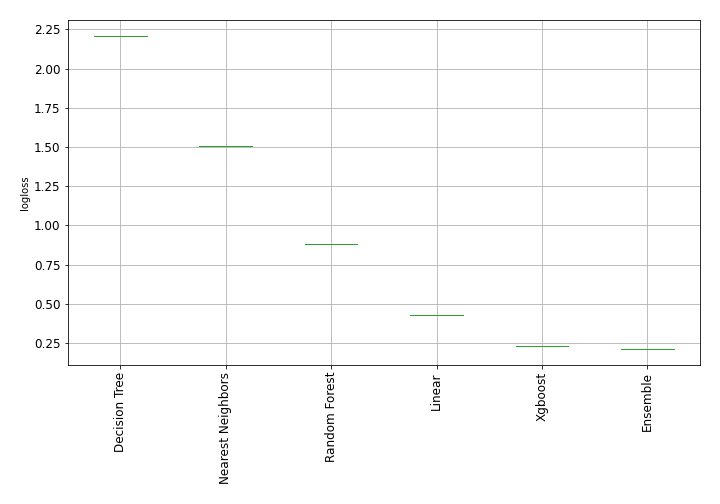 2.25
2.00
1.75
1.50
1.25
1.00
0.75
0.50
0.25
logloss
Decision Tree
Nearest Neighbors
Random Forest
Linear
Xgboost
Ensemble